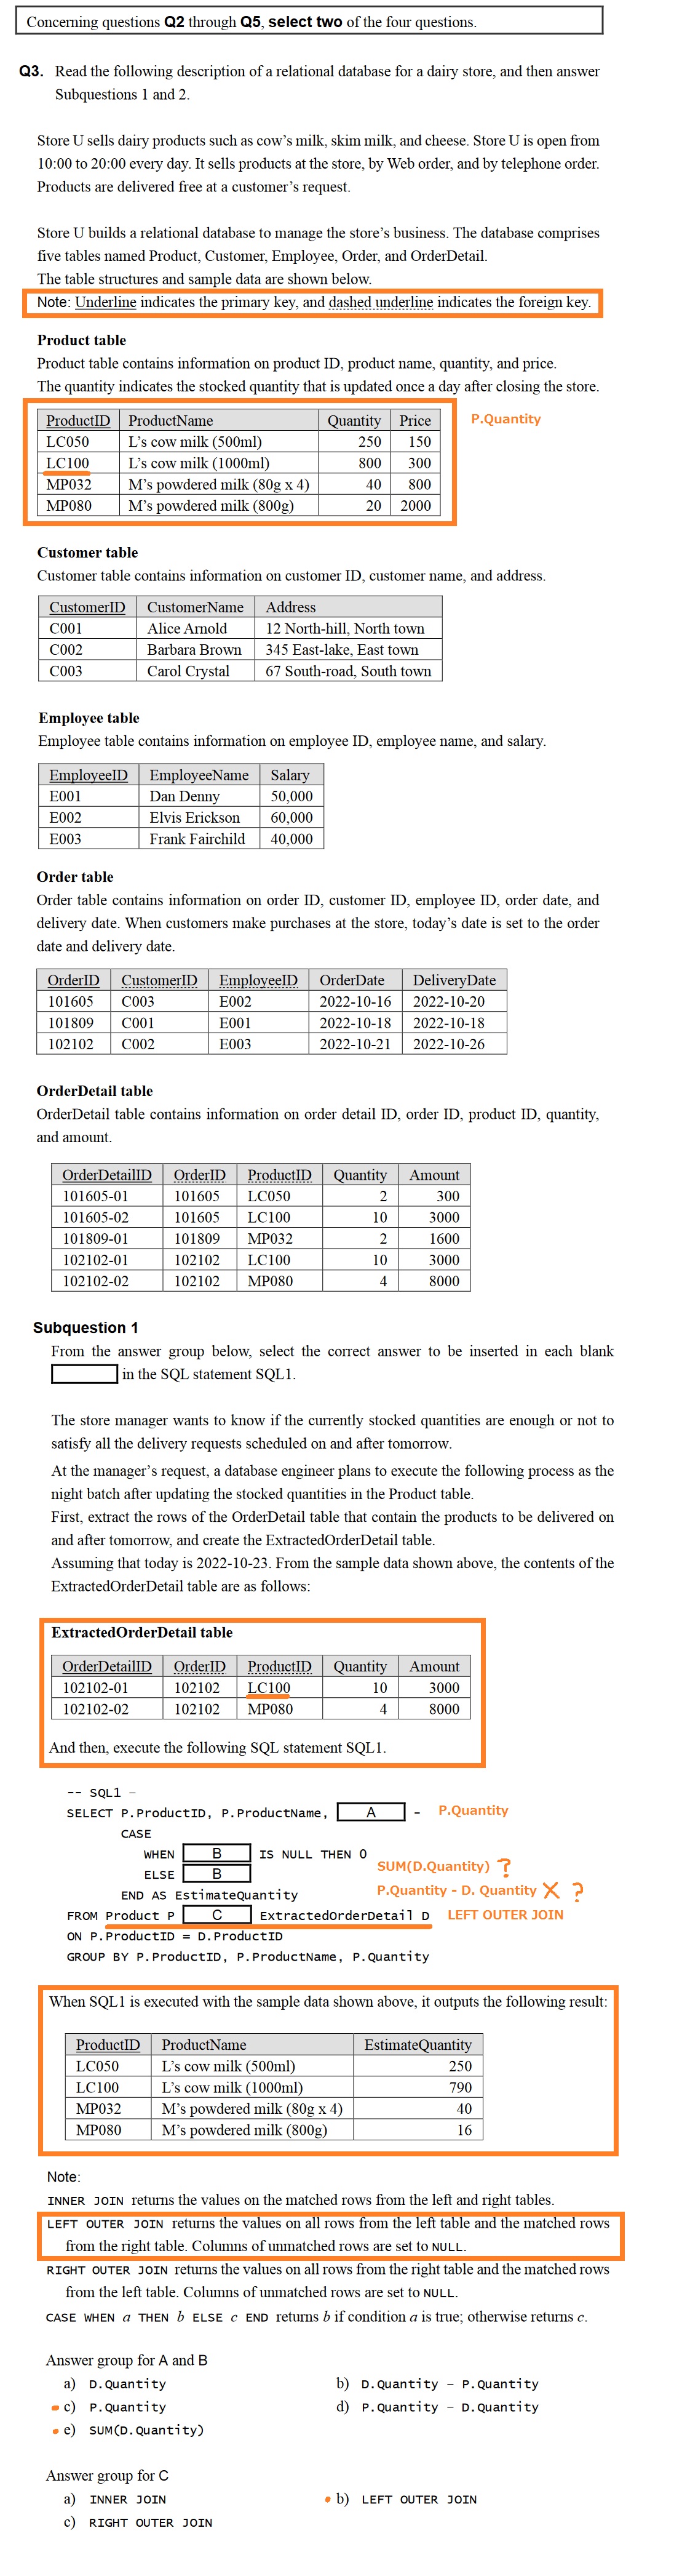 Concerning questions Q2 through Q5, select two of the four questions.
Q3. Read the following description of a relational database for a dairy store, and then answer
Subquestions 1 and 2.
Store U sells dairy products such as cow's milk, skim milk, and cheese. Store U is open from
10:00 to 20:00 every day. It sells products at the store, by Web order, and by telephone order.
Products are delivered free at a customer's request.
Store U builds a relational database to manage the store's business. The database comprises
five tables named Product, Customer, Employee, Order, and OrderDetail.
The table structures and sample data are shown below.
Note: Underline indicates the primary key, and dashed underline indicates the foreign key.
Product table
Product table contains information on product ID, product name, quantity, and price.
The quantity indicates the stocked quantity that is updated once a day after closing the store.
ProductID ProductName Quantity Price P.Quantity
LC050 L's cow milk (500ml) 250 150
LC100 L's cow milk (1000ml) 800 300
MP032 M's powdered milk (80g x 4) 40 800
MP080 M's powdered milk (800g) 20 2000
Customer table
Customer table contains information on customer ID, customer name, and address.
CustomerID CustomerName Address
C001 Alice Arnold 12 North-hill, North town
C002 Barbara Brown 345 East-lake, East town
C003 Carol Crystal 67 South-road, South town
Employee table
Employee table contains information on employee ID, employee name, and salary.
EmployeeID EmployeeName Salary
E001 Dan Denny 50,000
E002 Elvis Erickson 60,000
E003 Frank Fairchild 40,000
Order table
Order table contains information on order ID, customer ID, employee ID, order date, and
delivery date. When customers make purchases at the store, today's date is set to the order
date and delivery date.
OrderID CustomerID EmployeeID OrderDate DeliveryDate
101605 C003 E002 2022-10-16 2022-10-20
101809 C001 E001 2022-10-18 2022-10-18
102102 C002 E003 2022-10-21 2022-10-26
OrderDetail table
OrderDetail table contains information on order detail ID, order ID, product ID, quantity,
and amount.
OrderDetailID OrderID ProductID Quantity Amount
101605-01 101605 LC050 2 300
101605-02 101605 LC100 10 3000
101809-01 101809 MP032 2 1600
102102-01 102102 LC100 10 3000
102102-02 102102 MP080 4 8000
Subquestion 1
From the answer group below, select the correct answer to be inserted in each blank
in the SQL statement SQL1.
The store manager wants to know if the currently stocked quantities are enough or not to
satisfy all the delivery requests scheduled on and after tomorrow.
At the manager's request, a database engineer plans to execute the following process as the
night batch after updating the stocked quantities in the Product table.
First, extract the rows of the OrderDetail table that contain the products to be delivered on
and after tomorrow, and create the ExtractedOrderDetail table.
Assuming that today is 2022-10-23. From the sample data shown above, the contents of the
ExtractedOrderDetail table are as follows:
ExtractedOrderDetail table
OrderDetailID OrderID ProductID Quantity Amount
102102-01 102102 LC100 10 3000
102102-02 102102 MP080 4 8000
And then, execute the following SQL statement SQL1.
-- SQL1 –
SELECT P.ProductID, P.ProductName, A – P.Quantity
CASE
WHEN B IS NULL THEN 0
ELSE B SUM(D.Quantity) ?
END AS EstimateQuantity P.Quantity - D. Quantity X ?
FROM Product P C ExtractedOrderDetail D LEFT OUTER JOIN
ON P.ProductID = D.ProductID
GROUP BY P.ProductID, P.ProductName, P.Quantity
When SQL1 is executed with the sample data shown above, it outputs the following result:
ProductID ProductName EstimateQuantity
LC050 L's cow milk (500ml) 250
LC100 L's cow milk (1000ml) 790
MP032 M's powdered milk (80g x 4) 40
MP080 M's powdered milk (800g) 16
Note:
INNER JOIN returns the values on the matched rows from the left and right tables.
LEFT OUTER JOIN returns the values on all rows from the left table and the matched rows
from the right table. Columns of unmatched rows are set to NULL.
RIGHT OUTER JOIN returns the values on all rows from the right table and the matched rows
from the left table. Columns of unmatched rows are set to NULL.
CASE WHEN a THEN b ELSE c END returns b if condition a is true; otherwise returns c.
Answer group for A and B
a) D.Quantity b) D.Quantity – P.Quantity
c) P.Quantity d) P.Quantity – D.Quantity
e) SUM(D.Quantity)
Answer group for C
a) INNER JOIN b) LEFT OUTER JOIN
c) RIGHT OUTER JOIN